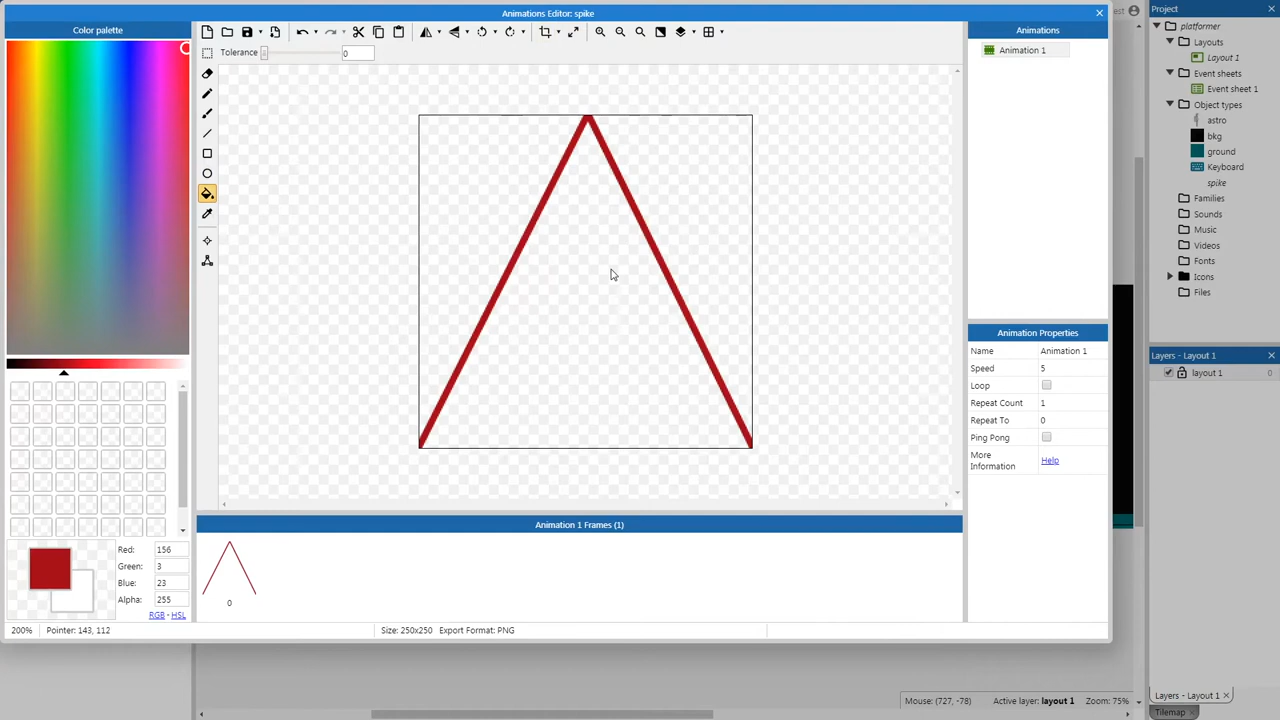 Animations Editor: spike
Color palette
Tolerance
0
Animations
Animation 1
Project
platformer
Layouts
Layout 1
Event sheets
Event sheet 1
Object types
astro
bkg
ground
Keyboard
spike
Families
Sounds
Music
Videos
Fonts
Icons
Files
Animation Properties
Name Animation 1
Speed 5
Loop
Repeat Count 1
Repeat To 0
Ping Pong
More Information Help
Layers - Layout 1
layout 1 0
Animation 1 Frames (1)
0
Red: 156
Green: 3
Blue: 23
Alpha: 255
RGB - HSL
200% Pointer: 143, 112 Size: 250x250 Export Format: PNG
Mouse: (727, -78) Active layer: layout 1 Zoom: 75%
Layers - Layout 1
Tilemap